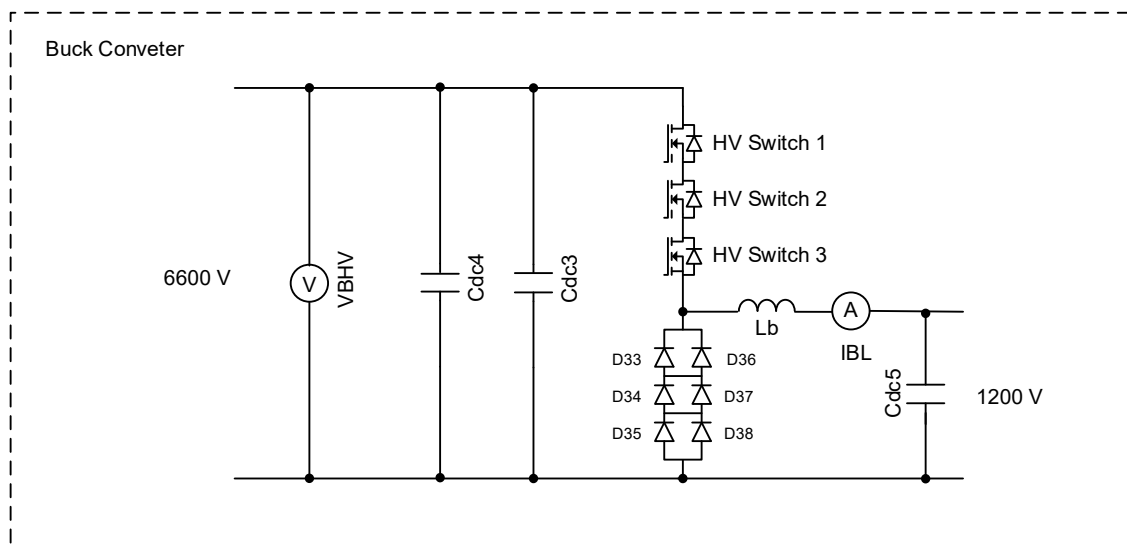 Buck Conveter
HV Switch 1
HV Switch 2
HV Switch 3
6600 V
V
VBHV
Cdc4
Cdc3
Lb
A
IBL
D33
D36
D34
D37
D35
D38
Cdc5
1200 V